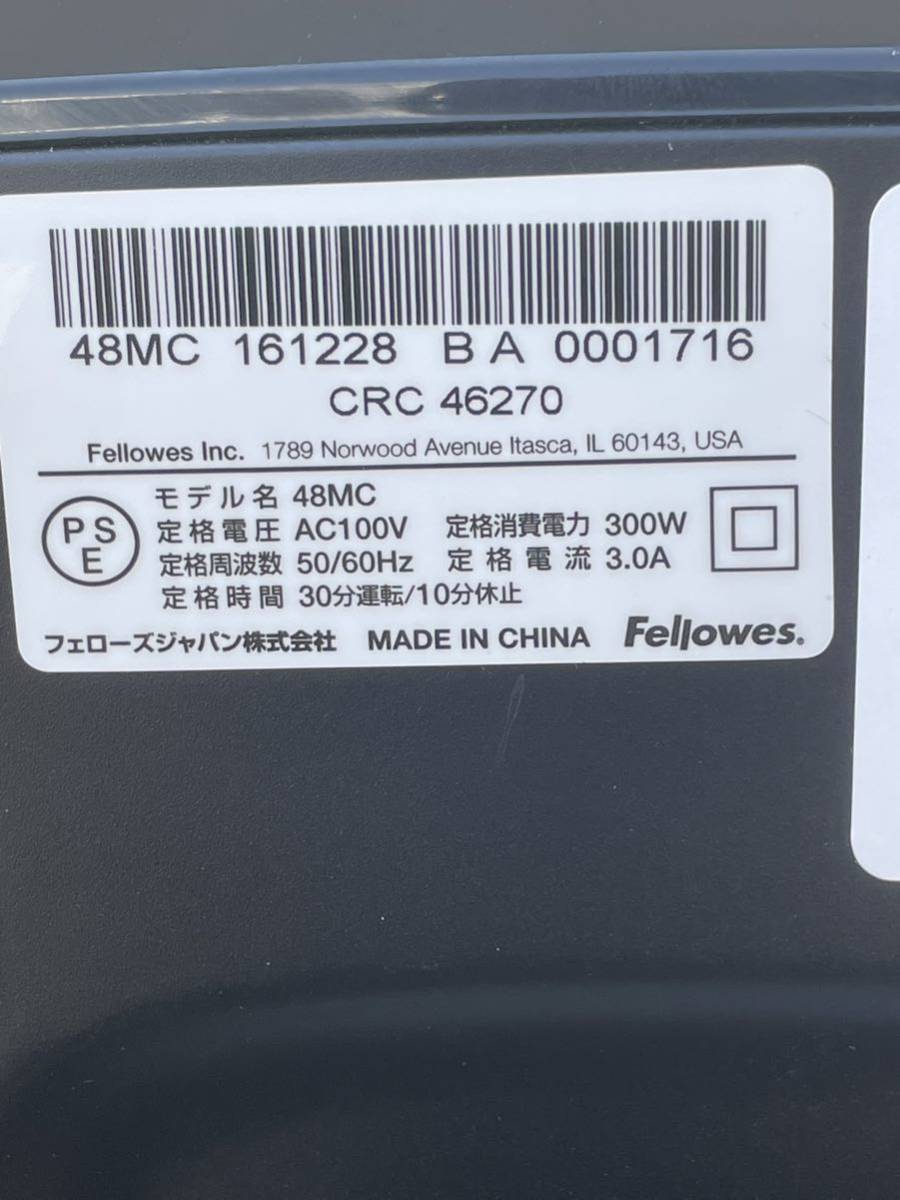 48MC 161228 BA 0001716
CRC 46270
Fellowes Inc. 1789 Norwood Avenue Itasca, IL 60143, USA
PSE
モデル名 48MC
定格電圧 AC100V 定格消費電力 300W
定格周波数 50/60Hz 定格電流 3.0A
定格時間 30分運転/10分休止
フェローズジャパン株式会社 MADE IN CHINA Fellowes.